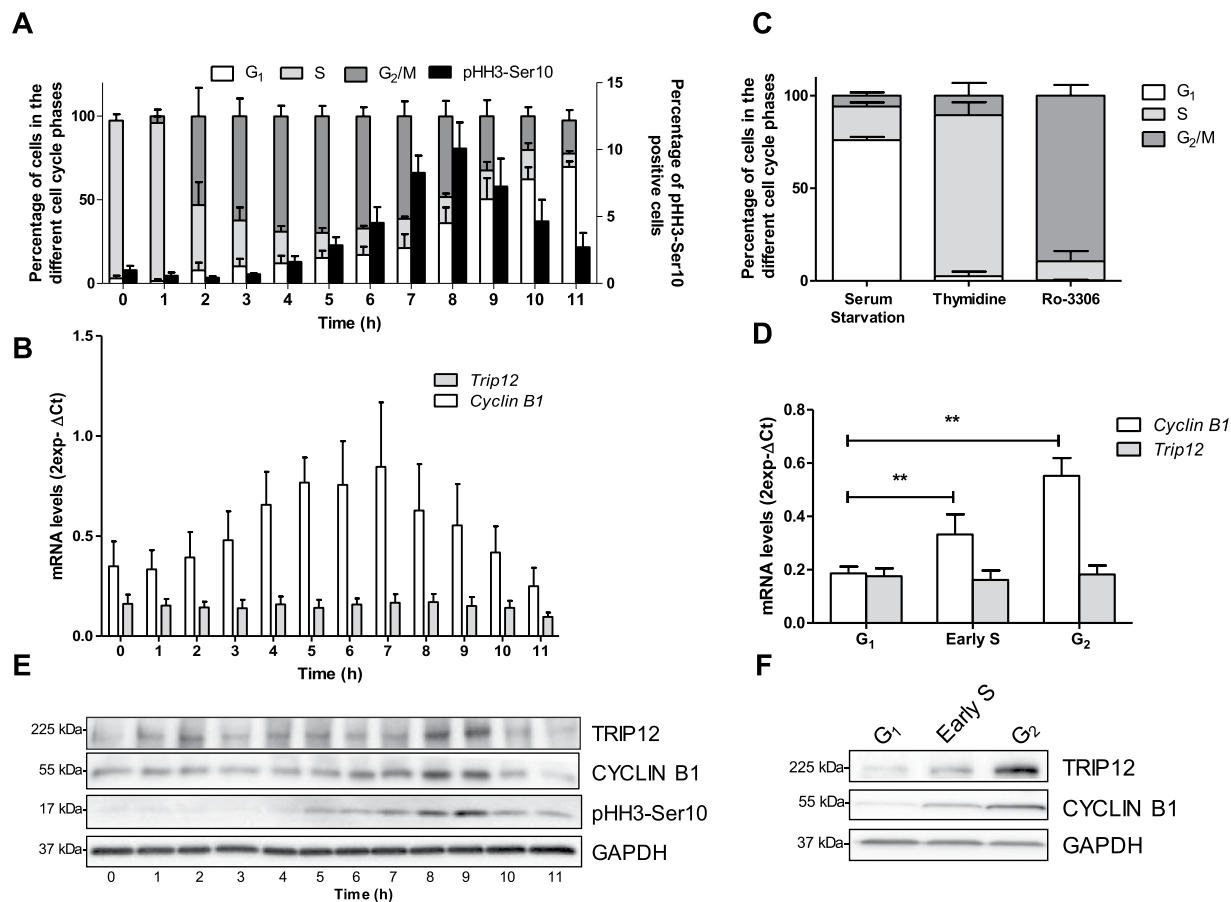 A
G1 S G2/M pHH3-Ser10
Percentage of cells in the
different cell cycle phases
100
50
0
15
10
5
0
Percentage of pHH3-Ser10
positive cells
0 1 2 3 4 5 6 7 8 9 10 11
Time (h)
B
mRNA levels (2exp- ΔCt)
1.5
1.0
0.5
0.0
Trip12
Cyclin B1
0 1 2 3 4 5 6 7 8 9 10 11
Time (h)
C
Percentage of cells in the
different cell cycle phases
100
50
0
G1
S
G2/M
Serum
Starvation
Thymidine
Ro-3306
D
mRNA levels (2exp-ΔCt)
0.8
0.6
0.4
0.2
0.0
**
**
Cyclin B1
Trip12
G1 Early S G2
E
225 kDa TRIP12
55 kDa CYCLIN B1
17 kDa pHH3-Ser10
37 kDa GAPDH
0 1 2 3 4 5 6 7 8 9 10 11
Time (h)
F
G1 Early S G2
225 kDa TRIP12
55 kDa CYCLIN B1
37 kDa GAPDH